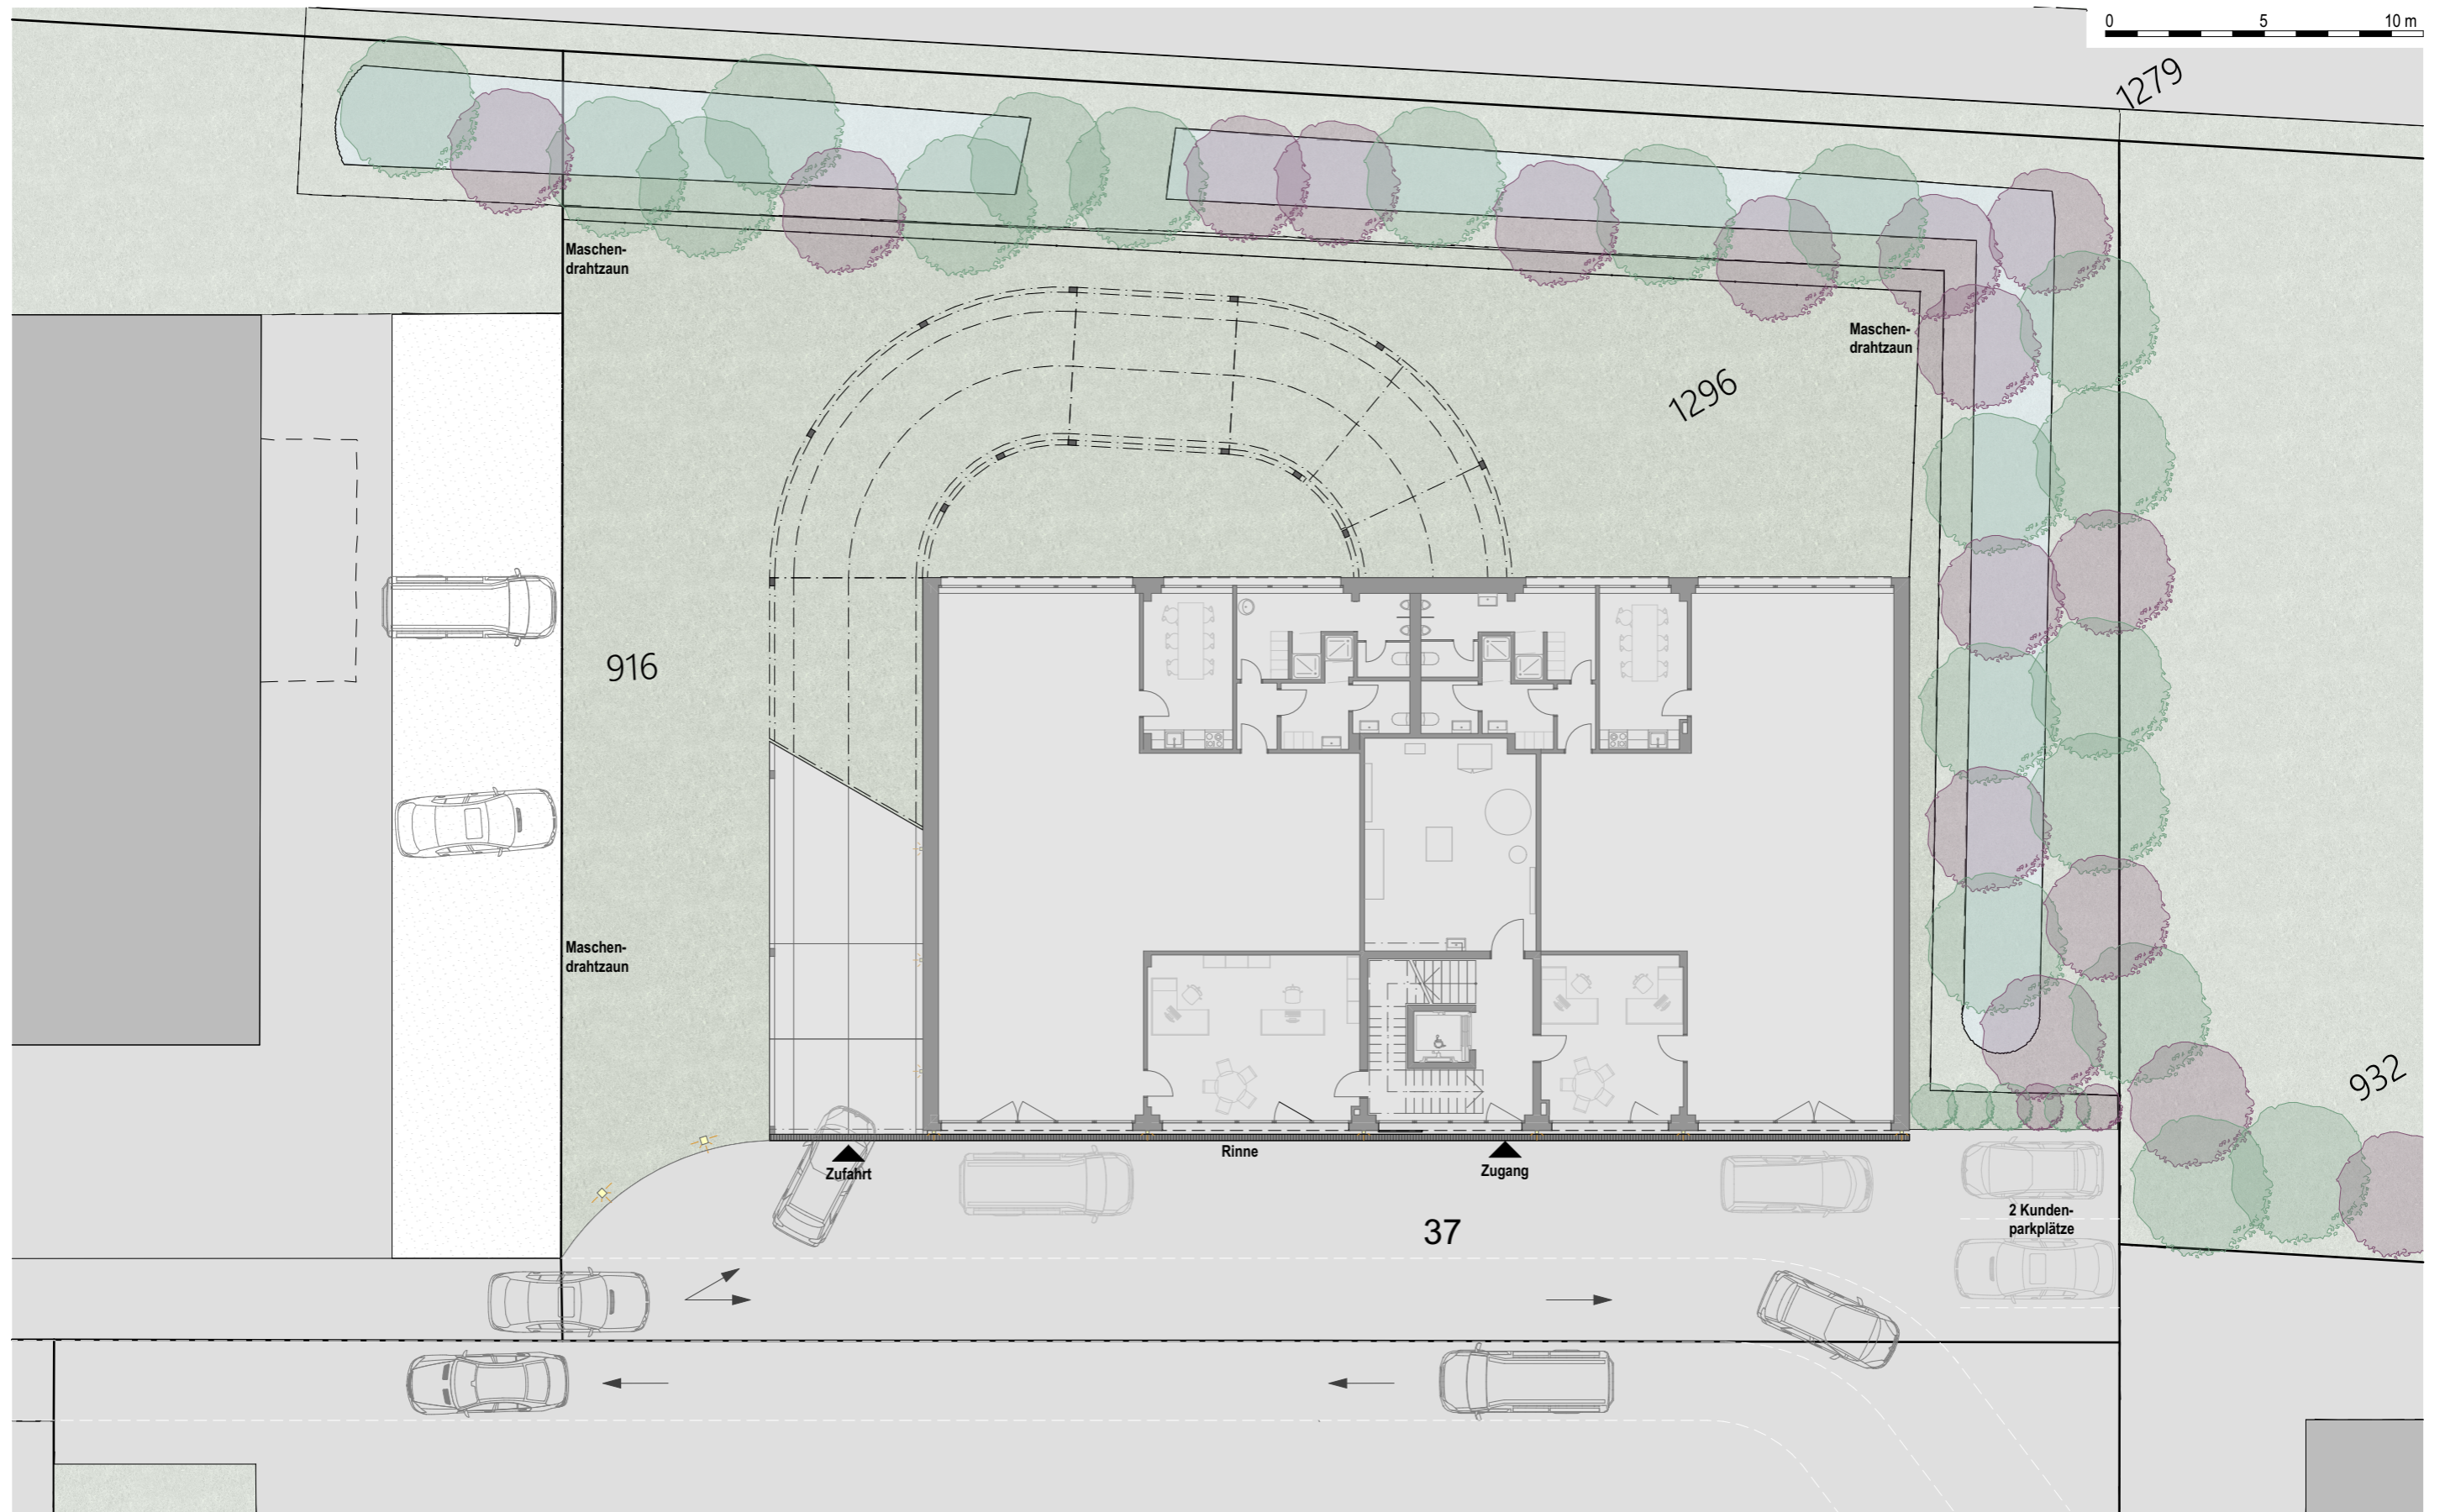 0 5 10 m
1279
Maschen-
drahtzaun
Maschen-
drahtzaun
1296
916
Maschen-
drahtzaun
932
Rinne
Zufahrt
Zugang
2 Kunden-
parkplätze
37